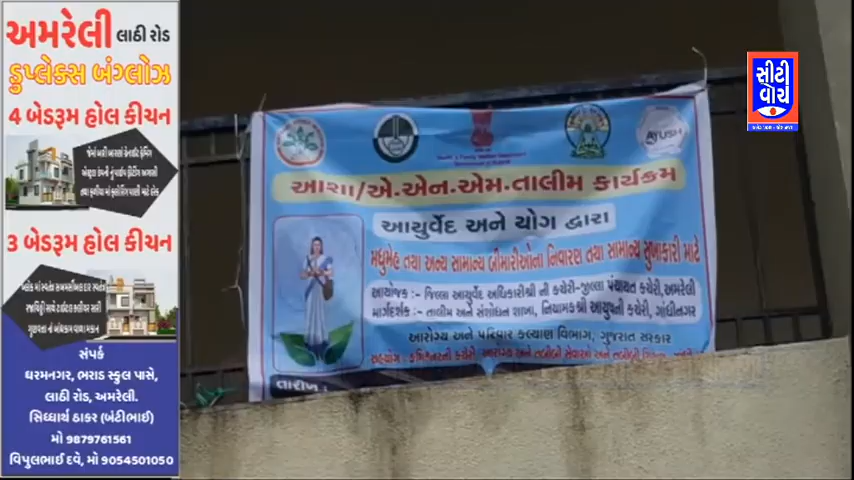 અમરેલી લાઠી રોડ
ડુપ્લેક્સ બંગ્લોઝ
4 બેડરૂમ હોલ કીચન
3 બેડરૂમ હોલ કીચન
સંપર્ક
ધરમનગર, ભરાડ સ્કુલ પાસે,
લાઠી રોડ, અમરેલી.
સિધ્ધાર્થ ઠાકર (બંટીભાઈ)
મો 9879761561
વિપુલભાઈ દવે, મો 9054501050
AYUSH
આશા/એ.એન.એમ.તાલીમ કાર્યક્રમ
આયુર્વેદ અને યોગ દ્વારા
મધુમેહ તથા અન્ય સામાન્ય બીમારીઓના નિવારણ તથા સામાન્ય સુખાકારી માટે
આયોજક :- જિલ્લા આયુર્વેદ અધિકારીશ્રી ની કચેરી-જીલ્લા પંચાયત કચેરી, અમરેલી
માર્ગદર્શક :- તાલીમ અને સંશોધન શાખા, નિયામકશ્રી આયુષની કચેરી, ગાંધીનગર
આરોગ્ય અને પરિવાર કલ્યાણ વિભાગ, ગુજરાત સરકાર
તારીખ :
સીટી
વોચ